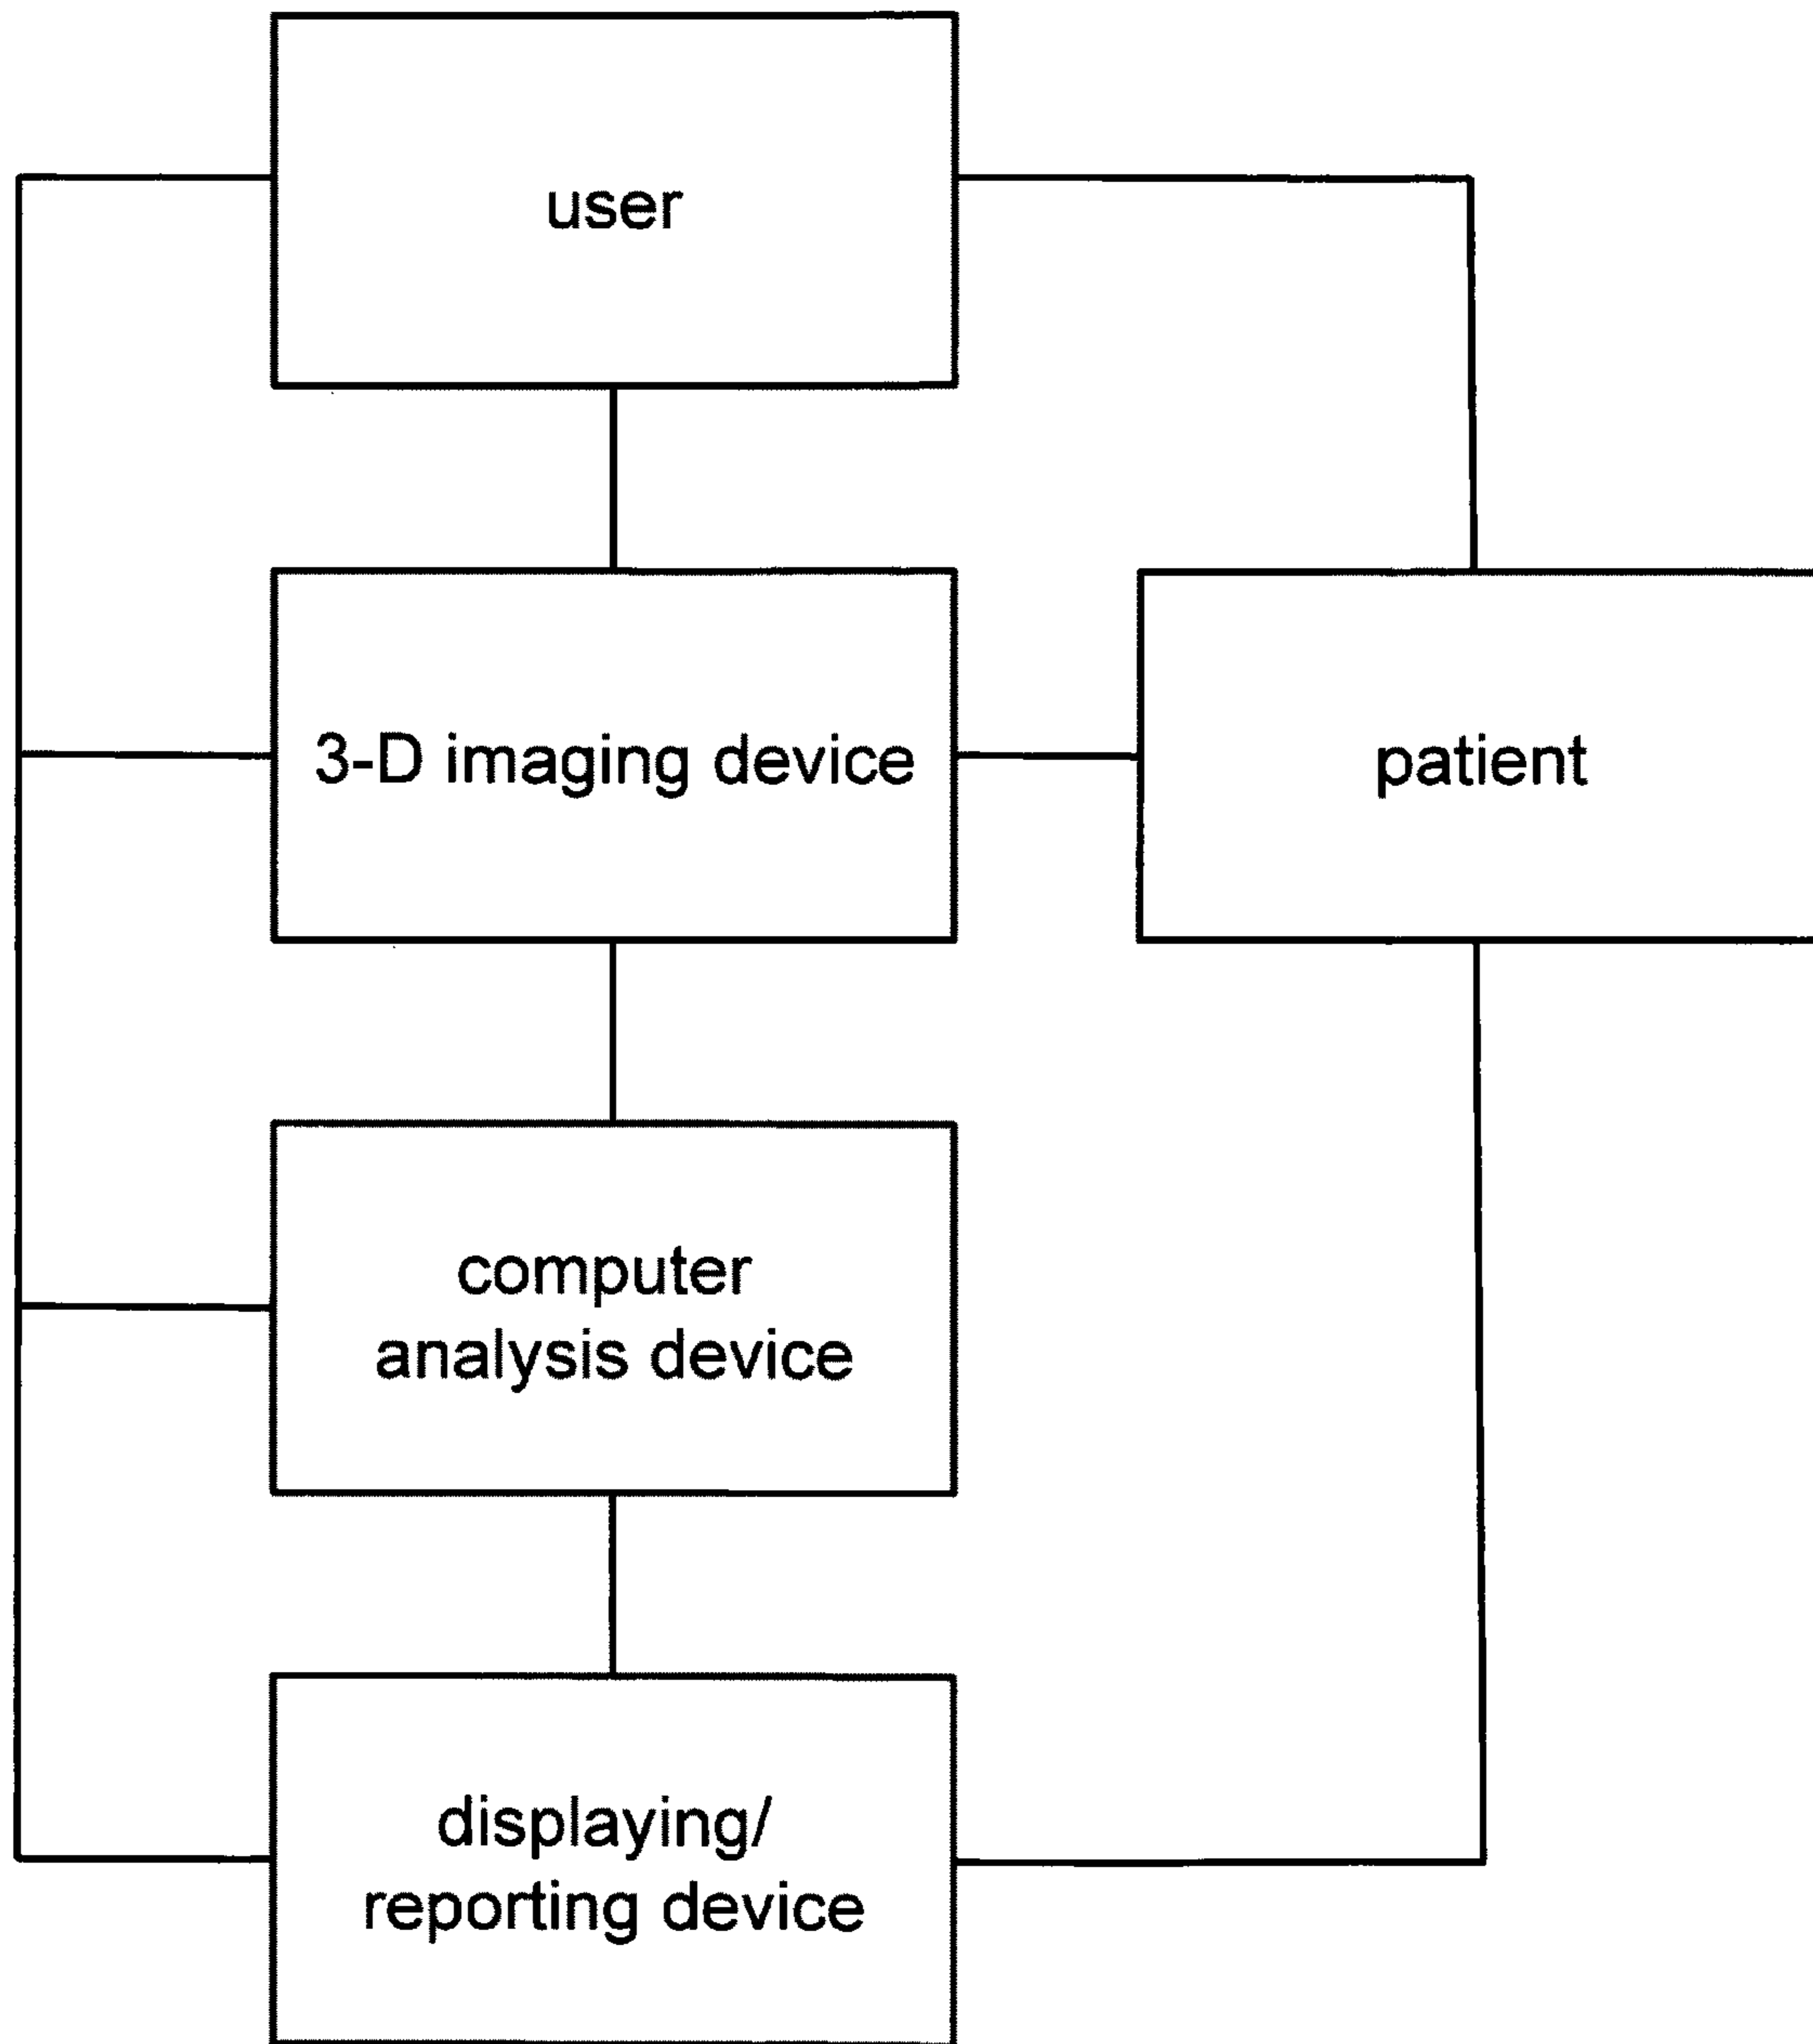 user
3-D imaging device
patient
computer
analysis device
displaying/
reporting device